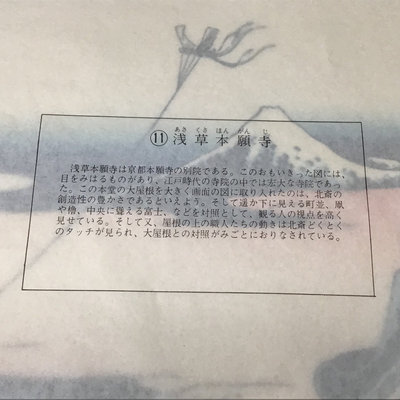 あさ くさ ほん がん じ
⑪浅草本願寺
浅草本願寺は京都本願寺の別院である。このおもいきった図には、
目をみはるものがあり、江戸時代の寺院の中では宏大な寺院であっ
た。この本堂の大屋根を大きく画面の図に取り入れたのは、北斎の
創造性の豊かさであるといえよう。そして遥か下に見える町並、凧
や櫓、中央に聳える富士、などを対照として、観る人の視点を高く
見せている。そして又、屋根の上の職人たちの動きは北斎どくとく
のタッチが見られ、大屋根との対照がみごとにおりなされている。